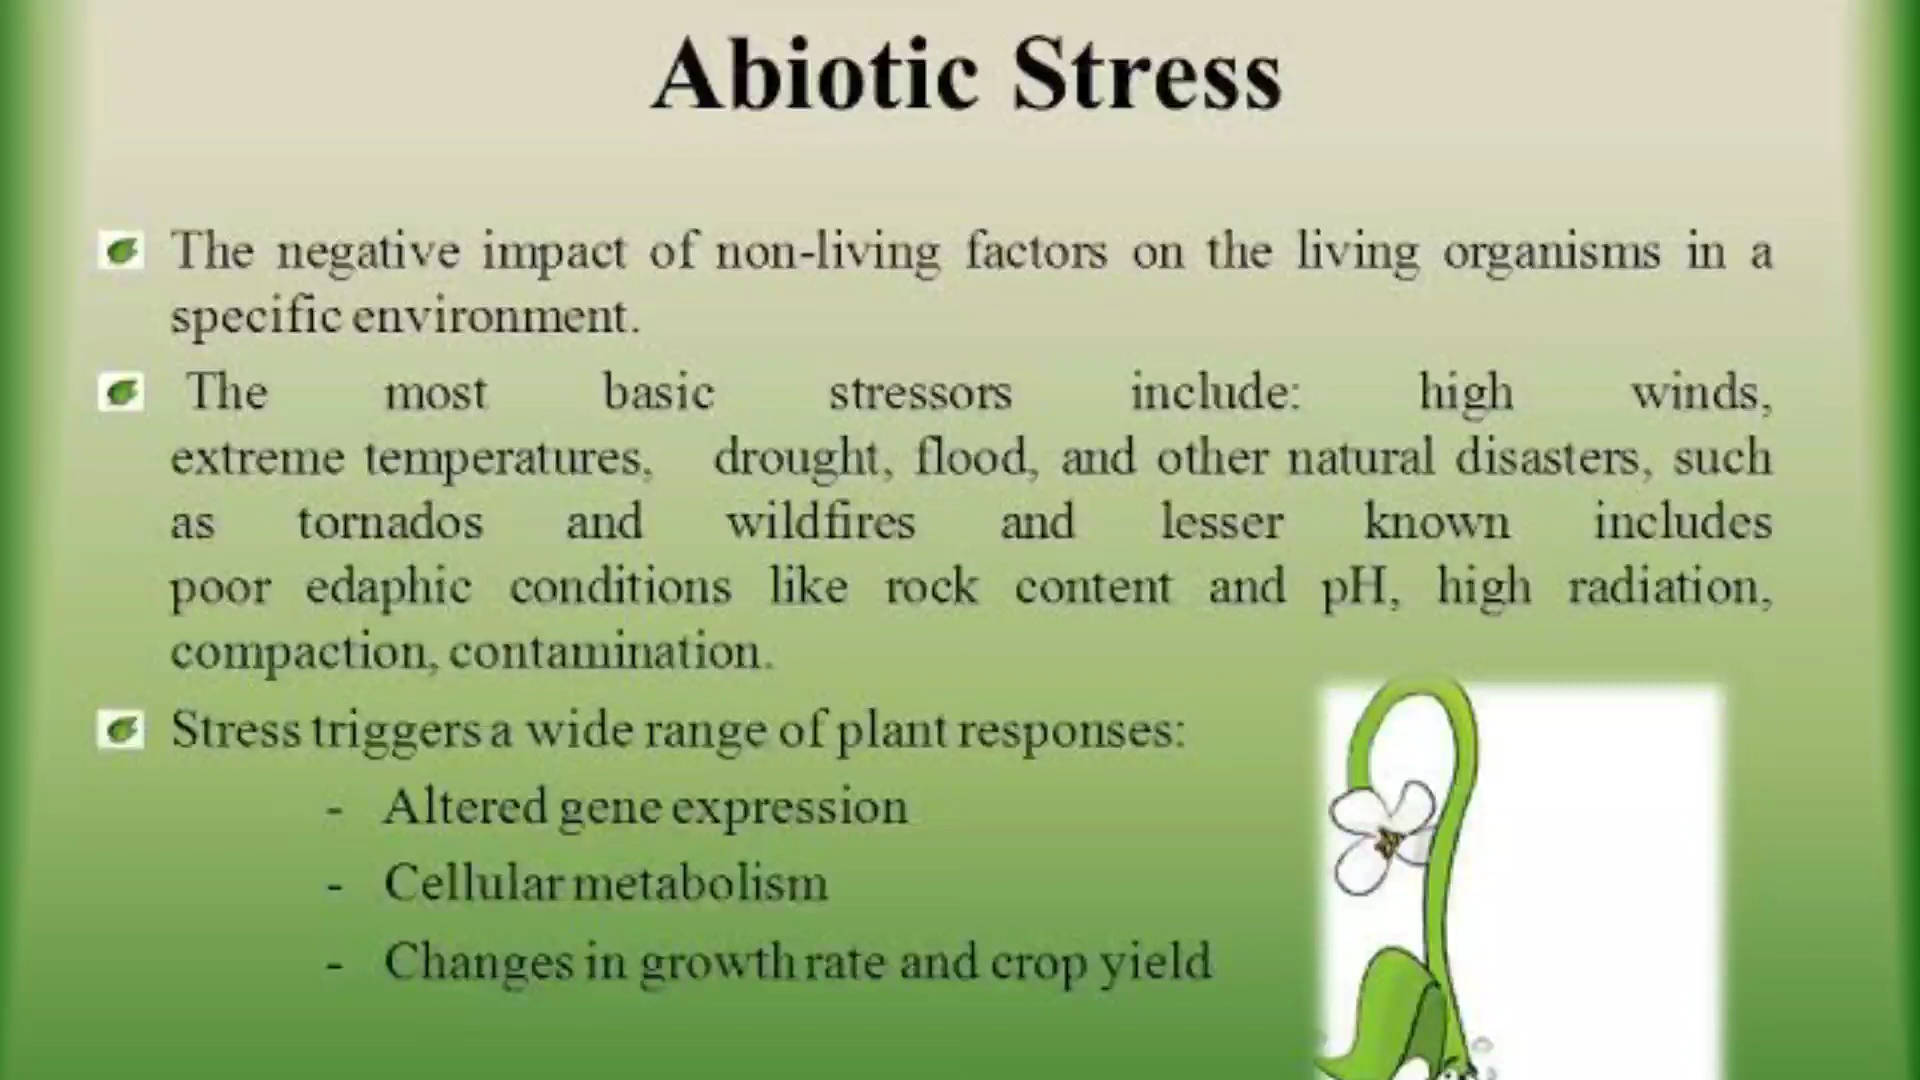 Abiotic Stress
The negative impact of non-living factors on the living organisms in a
specific environment.
The most basic stressors include: high winds,
extreme temperatures, drought, flood, and other natural disasters, such
as tornados and wildfires and lesser known includes
poor edaphic conditions like rock content and pH, high radiation,
compaction, contamination.
Stress triggers a wide range of plant responses:
- Altered gene expression
- Cellular metabolism
- Changes in growth rate and crop yield